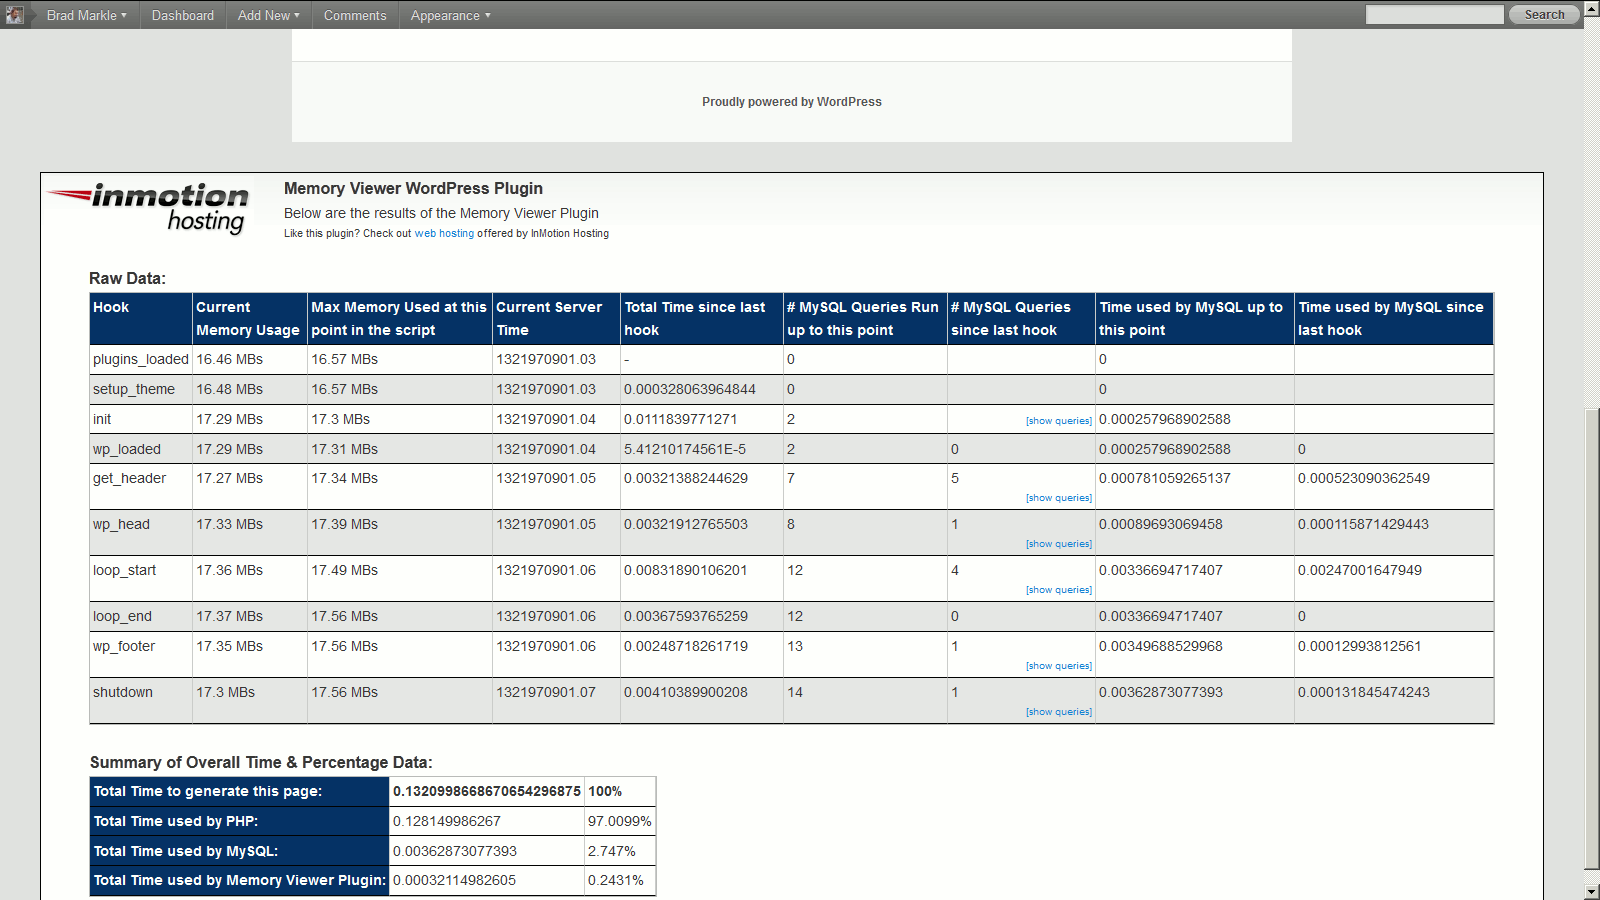 Brad Markle Dashboard Add New Comments Appearance Search
Proudly powered by WordPress
inmotion
hosting
Memory Viewer WordPress Plugin
Below are the results of the Memory Viewer Plugin
Like this plugin? Check out web hosting offered by InMotion Hosting
Raw Data:
Hook Current Max Memory Used at this Current Server Total Time since last # MySQL Queries Run # MySQL Queries Time used by MySQL up to Time used by MySQL since
Memory Usage point in the script Time hook up to this point since last hook this point last hook
plugins_loaded 16.46 MBs 16.57 MBs 1321970901.03 - 0 0
setup_theme 16.48 MBs 16.57 MBs 1321970901.03 0.000328063964844 0 0
init 17.29 MBs 17.3 MBs 1321970901.04 0.0111839771271 2 [show queries] 0.000257968902588
wp_loaded 17.29 MBs 17.31 MBs 1321970901.04 5.41210174561E-5 2 0 0.000257968902588 0
get_header 17.27 MBs 17.34 MBs 1321970901.05 0.00321388244629 7 5 0.000781059265137 0.000523090362549
[show queries]
wp_head 17.33 MBs 17.39 MBs 1321970901.05 0.00321912765503 8 1 0.00089693069458 0.000115871429443
[show queries]
loop_start 17.36 MBs 17.49 MBs 1321970901.06 0.00831890106201 12 4 0.00336694717407 0.00247001647949
[show queries]
loop_end 17.37 MBs 17.56 MBs 1321970901.06 0.00367593765259 12 0 0.00336694717407 0
wp_footer 17.35 MBs 17.56 MBs 1321970901.06 0.00248718261719 13 1 0.00349688529968 0.00012993812561
[show queries]
shutdown 17.3 MBs 17.56 MBs 1321970901.07 0.00410389900208 14 1 0.00362873077393 0.000131845474243
[show queries]
Summary of Overall Time & Percentage Data:
Total Time to generate this page: 0.1320998668670654296875 100%
Total Time used by PHP: 0.128149986267 97.0099%
Total Time used by MySQL: 0.00362873077393 2.747%
Total Time used by Memory Viewer Plugin: 0.00032114982605 0.2431%